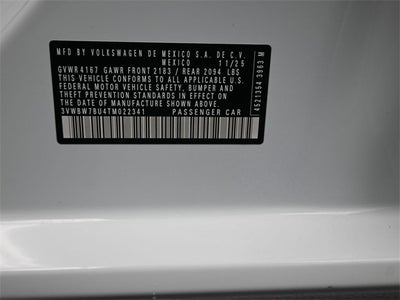 MFD BY VOLKSWAGEN DE MEXICO S.A. DE C.V.
MEXICO 11/25
GVWR 4167 GAWR FRONT 2183 / REAR 2094 LBS
THIS VEHICLE CONFORMS TO ALL APPLICABLE U.S.
FEDERAL MOTOR VEHICLE SAFETY, BUMPER, AND
THEFT PREVENTION STANDARDS IN EFFECT ON THE
DATE OF MANUFACTURE SHOWN ABOVE.
3VWBW7BU4TM022341 PASSENGER CAR
4521354 3963 M